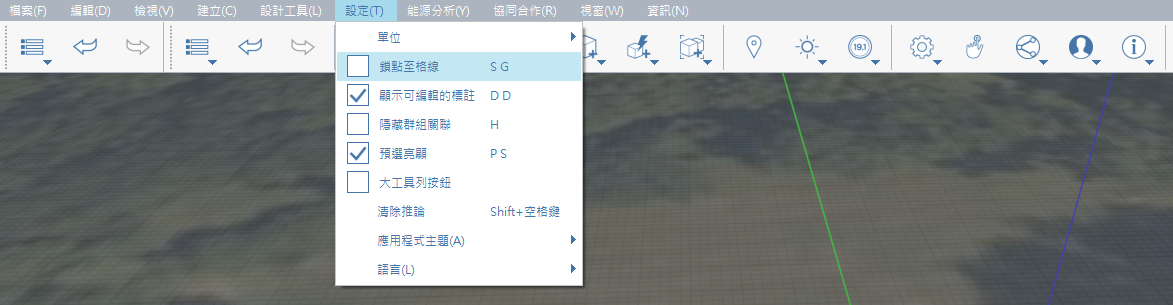 檔案(F) 編輯(D) 檢視(V) 建立(C) 設計工具(L) 設定(T) 能源分析(Y) 協同合作(R) 視窗(W) 資訊(N)
19.1
單位
鎖點至格線 S G
顯示可編輯的標註 D D
隱藏群組關聯 H
預選亮顯 P S
大工具列按鈕
清除推論 Shift+空格鍵
應用程式主題(A)
語言(L)